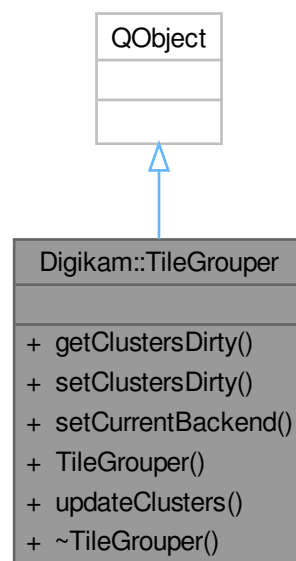 QObject
Digikam::TileGrouper
+ getClustersDirty()
+ setClustersDirty()
+ setCurrentBackend()
+ TileGrouper()
+ updateClusters()
+ ~TileGrouper()